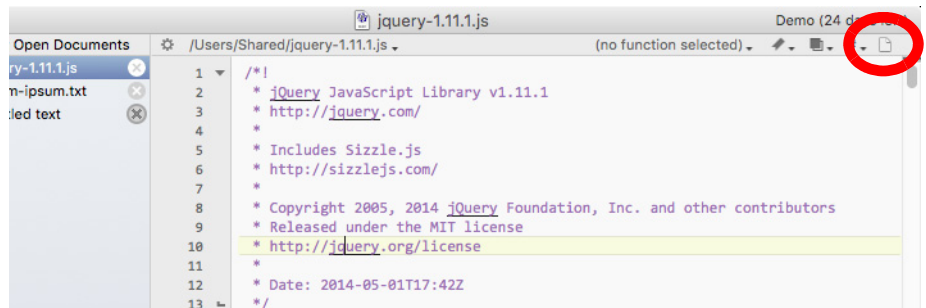 jquery-1.11.1.js
Demo (24
Open Documents
/Users/Shared/jquery-1.11.1.js
(no function selected)
ry-1.11.1.js
m-ipsum.txt
led text
1 /*!
2 * jQuery JavaScript Library v1.11.1
3 * http://jquery.com/
4 *
5 * Includes Sizzle.js
6 * http://sizzlejs.com/
7 *
8 * Copyright 2005, 2014 jQuery Foundation, Inc. and other contributors
9 * Released under the MIT license
10 * http://jquery.org/license
11 *
12 * Date: 2014-05-01T17:42Z
13 */